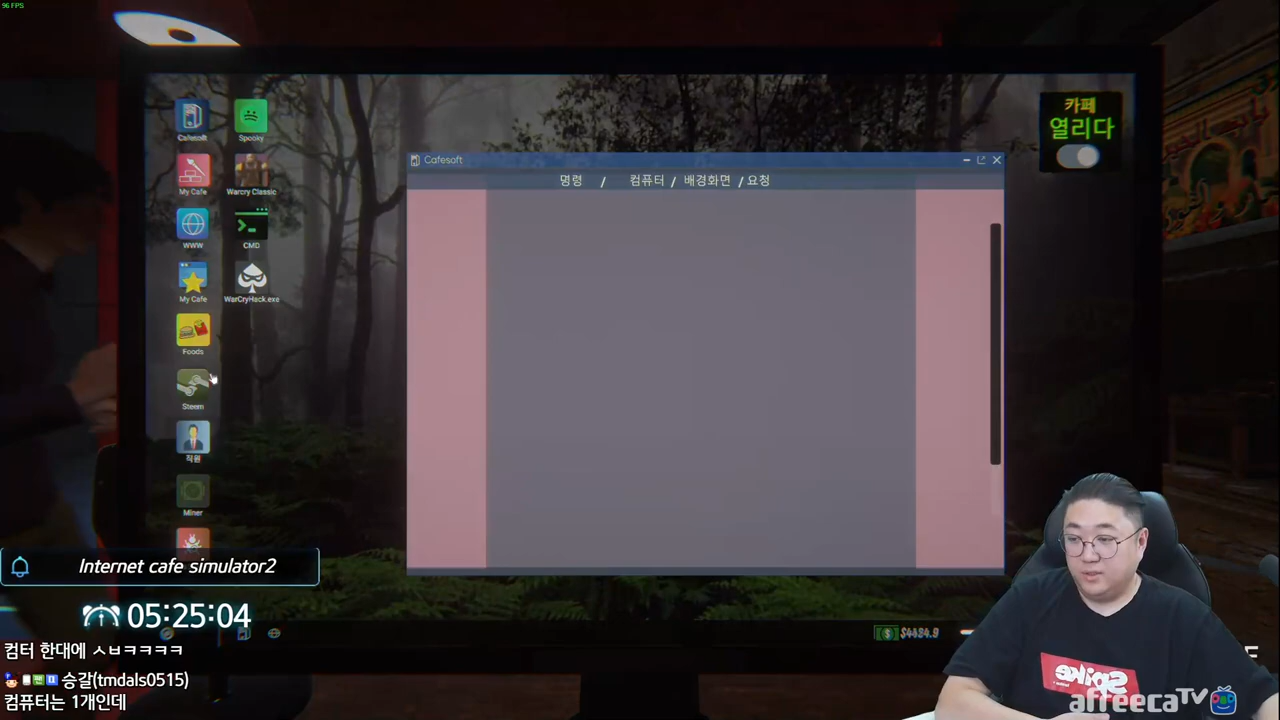 96 FPS
카페
열리다
Cafesoft
Spooky
Cafesoft
명령 / 컴퓨터 / 배경화면 / 요청
My Cafe
Warcry Classic
WWW
CMD
My Cafe
WarCryHack.exe
Foods
Steem
직원
Miner
Internet cafe simulator2
05:25:04
$4434.9
컴터 한대에 ㅅㅂㅋㅋㅋㅋ
승갈(tmdals0515)
컴퓨터는 1개인데
Spike
afreecaTV